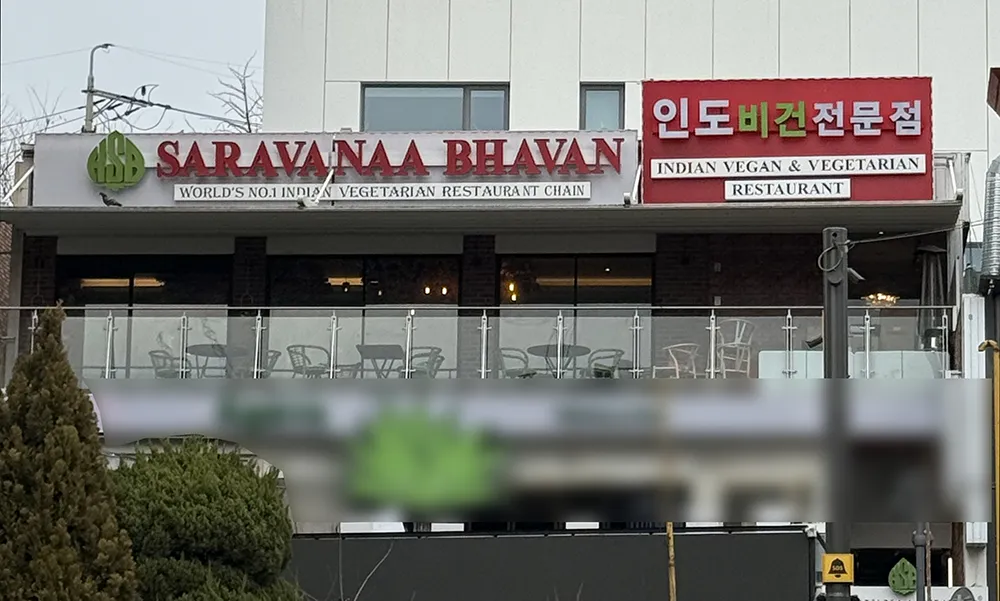 HSB
SARAVANAA BHAVAN
WORLD'S NO.1 INDIAN VEGETARIAN RESTAURANT CHAIN
인도비건전문점
INDIAN VEGAN & VEGETARIAN
RESTAURANT
SOS